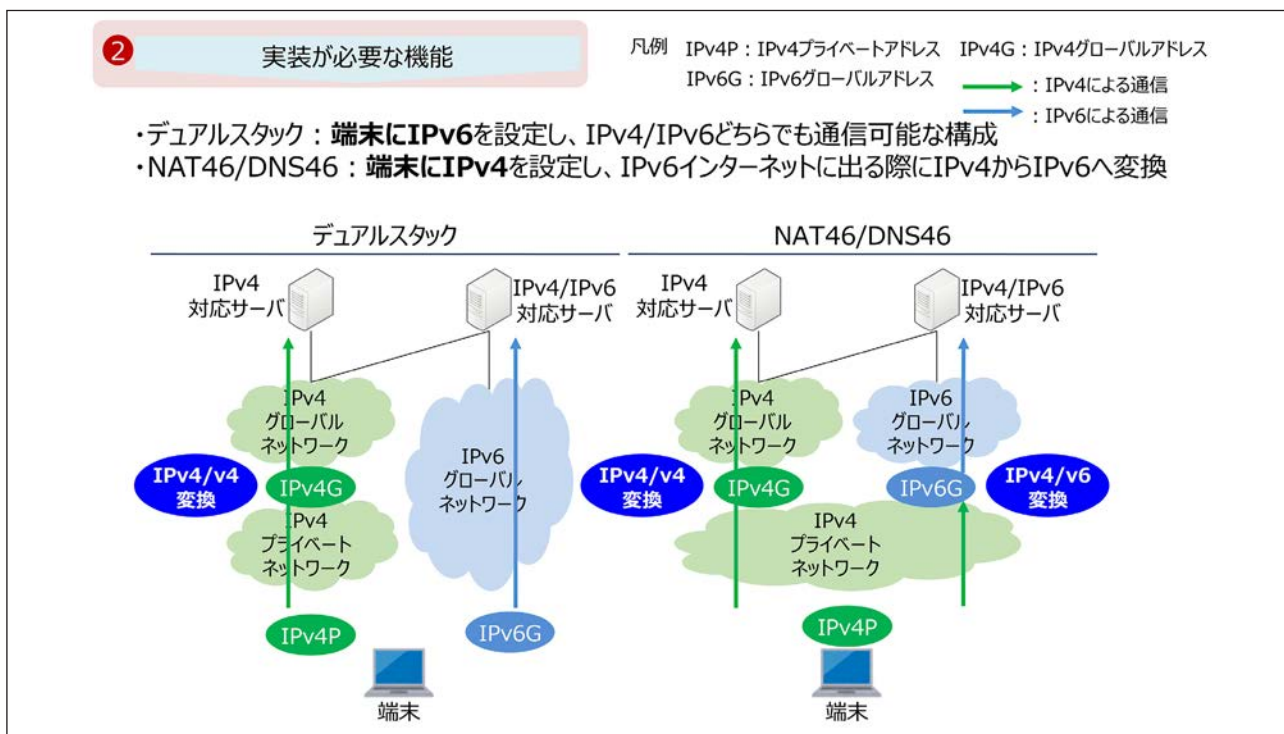 2 実装が必要な機能
凡例 IPv4P：IPv4プライベートアドレス IPv4G：IPv4グローバルアドレス
IPv6G：IPv6グローバルアドレス ：IPv4による通信
：IPv6による通信
・デュアルスタック：端末にIPv6を設定し、IPv4/IPv6どちらでも通信可能な構成
・NAT46/DNS46：端末にIPv4を設定し、IPv6インターネットに出る際にIPv4からIPv6へ変換
デュアルスタック
IPv4
対応サーバ
IPv4/IPv6
対応サーバ
IPv4
グローバル
ネットワーク
IPv6
グローバル
ネットワーク
IPv4/v4
変換
IPv4G
IPv4
プライベート
ネットワーク
IPv4P
IPv6G
端末
NAT46/DNS46
IPv4
対応サーバ
IPv4/IPv6
対応サーバ
IPv4
グローバル
ネットワーク
IPv6
グローバル
ネットワーク
IPv4/v4
変換
IPv4G
IPv6G
IPv4/v6
変換
IPv4
プライベート
ネットワーク
IPv4P
端末